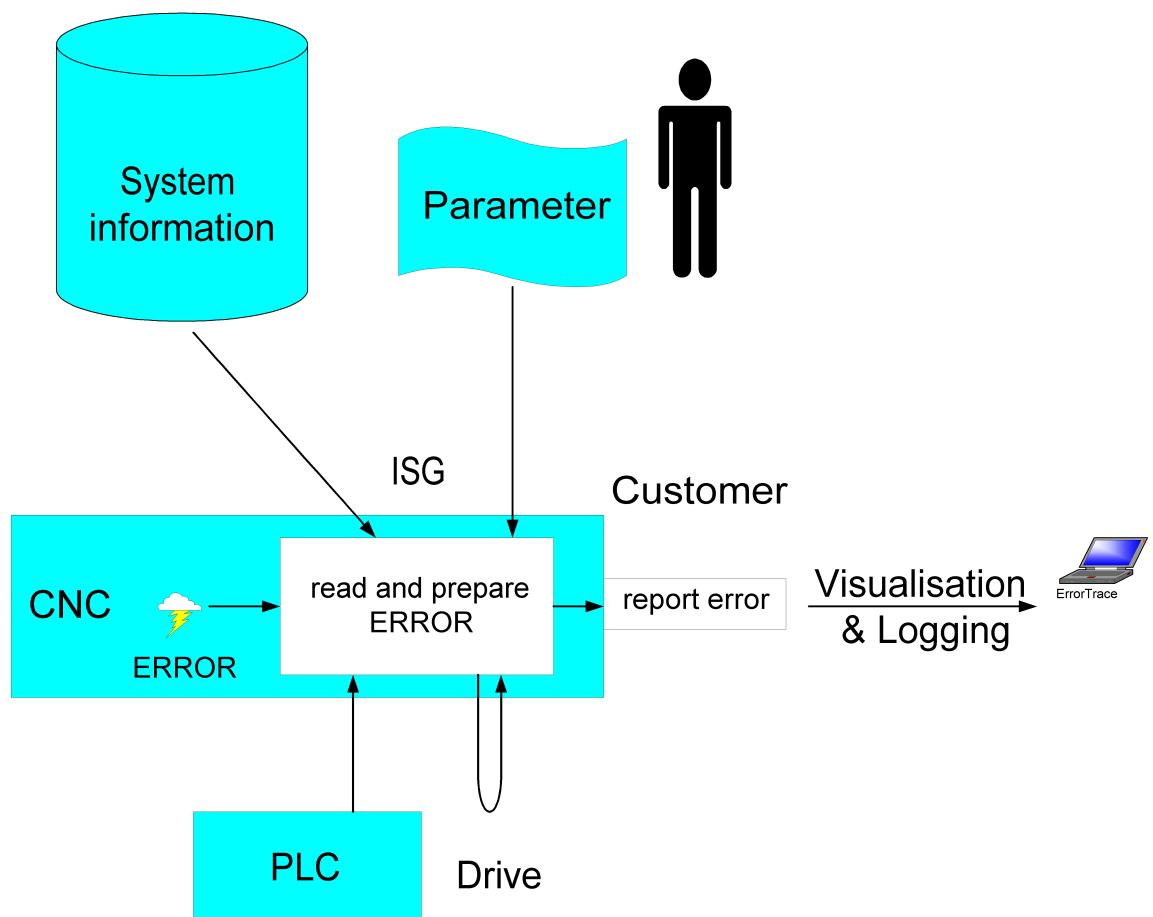 System
information
Parameter
ISG
Customer
CNC
ERROR
read and prepare
ERROR
report error
Visualisation
& Logging
ErrorTrace
PLC
Drive